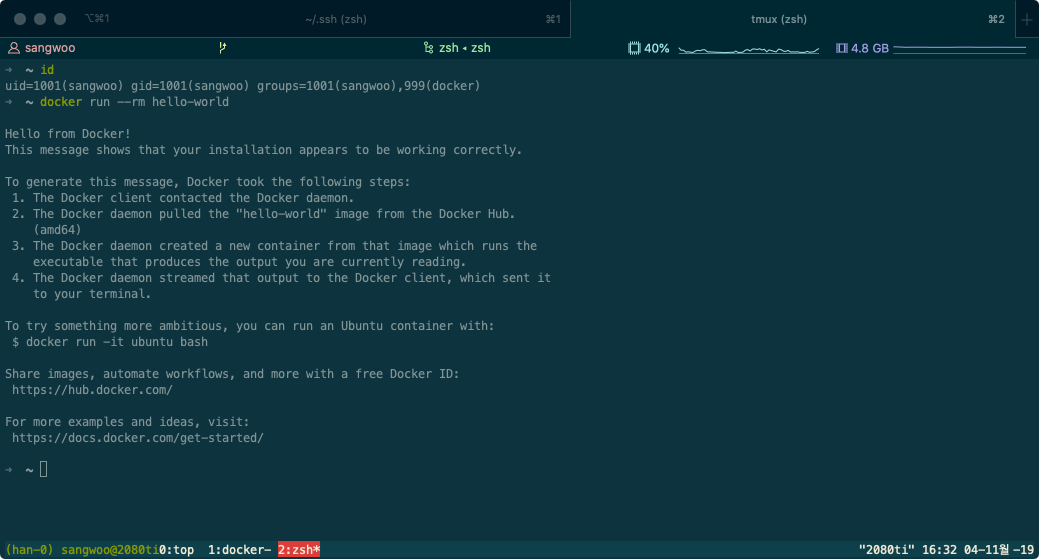 ⌥⌘1 ~/.ssh (zsh) ⌘1 tmux (zsh) ⌘2 +
sangwoo zsh ◂ zsh 40% 4.8 GB
→ ~ id
uid=1001(sangwoo) gid=1001(sangwoo) groups=1001(sangwoo),999(docker)
→ ~ docker run --rm hello-world
Hello from Docker!
This message shows that your installation appears to be working correctly.
To generate this message, Docker took the following steps:
1. The Docker client contacted the Docker daemon.
2. The Docker daemon pulled the "hello-world" image from the Docker Hub.
(amd64)
3. The Docker daemon created a new container from that image which runs the
executable that produces the output you are currently reading.
4. The Docker daemon streamed that output to the Docker client, which sent it
to your terminal.
To try something more ambitious, you can run an Ubuntu container with:
$ docker run -it ubuntu bash
Share images, automate workflows, and more with a free Docker ID:
https://hub.docker.com/
For more examples and ideas, visit:
https://docs.docker.com/get-started/
→ ~
(han-0) sangwoo@2080ti0:top 1:docker- 2:zsh* "2080ti" 16:32 04-11월-19